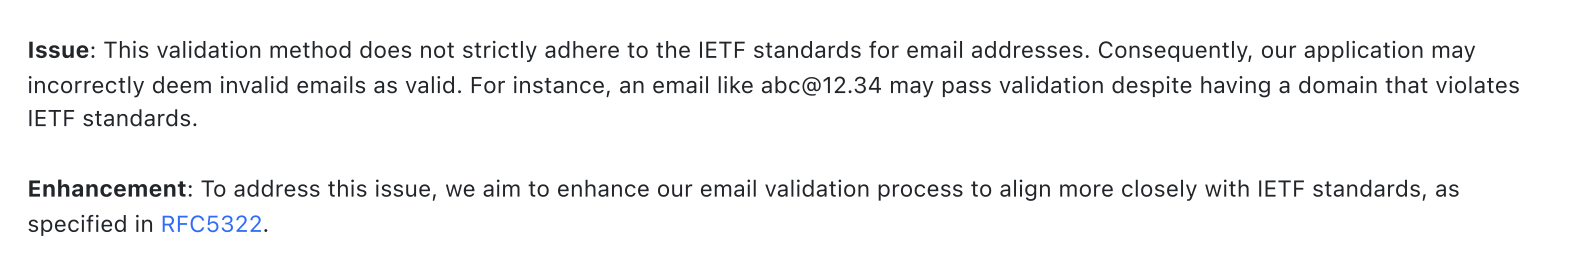 Issue: This validation method does not strictly adhere to the IETF standards for email addresses. Consequently, our application may
incorrectly deem invalid emails as valid. For instance, an email like abc@12.34 may pass validation despite having a domain that violates
IETF standards.
Enhancement: To address this issue, we aim to enhance our email validation process to align more closely with IETF standards, as
specified in RFC5322.